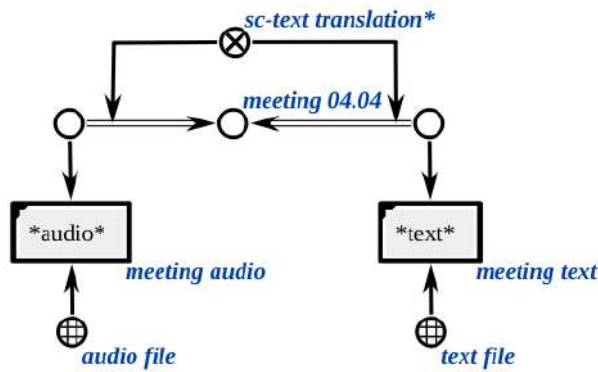 sc-text translation*
meeting 04.04
*audio*
*text*
meeting audio
meeting text
audio file
text file